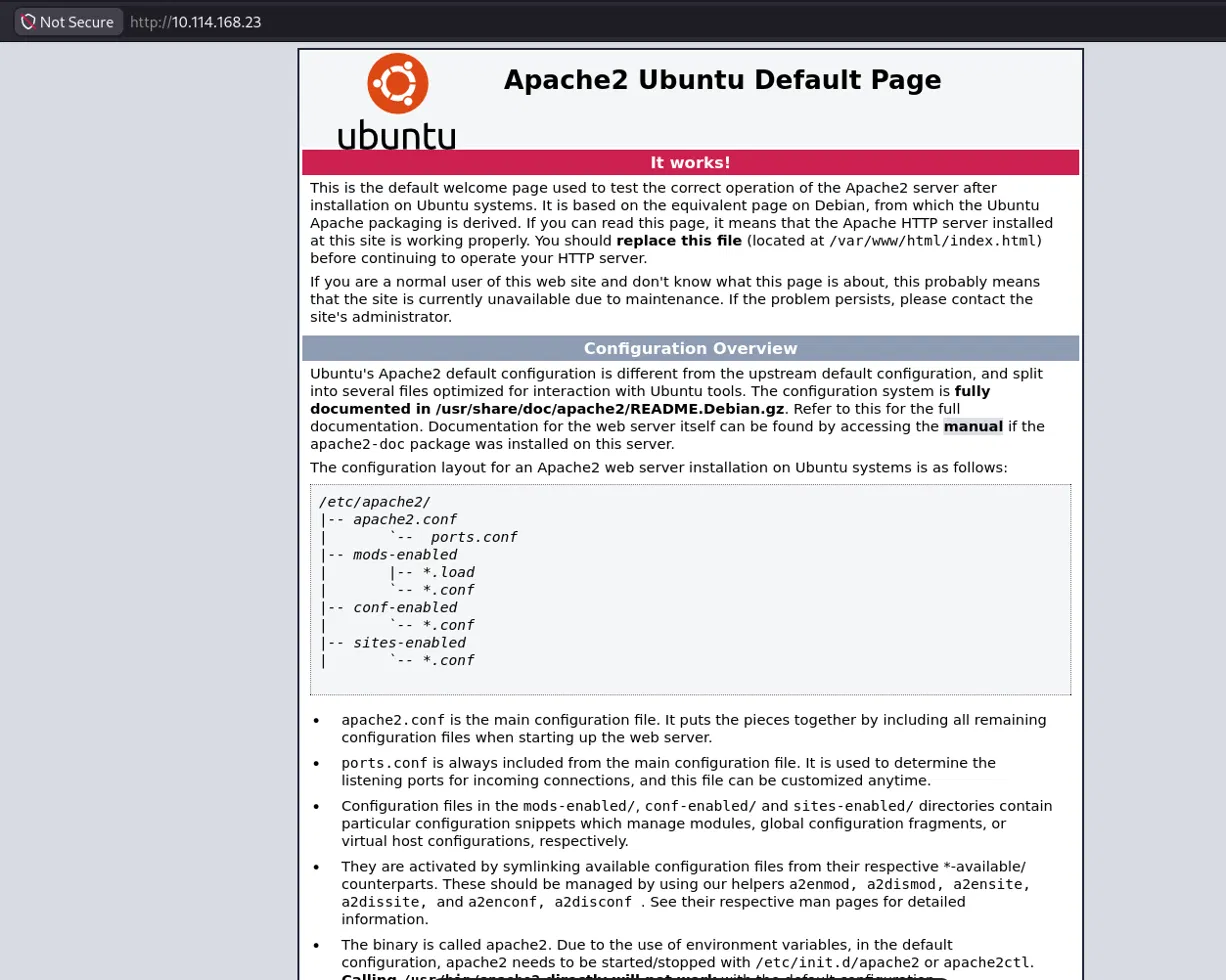 Not Secure http://10.114.168.23
Apache2 Ubuntu Default Page
ubuntu
It works!
This is the default welcome page used to test the correct operation of the Apache2 server after
installation on Ubuntu systems. It is based on the equivalent page on Debian, from which the Ubuntu
Apache packaging is derived. If you can read this page, it means that the Apache HTTP server installed
at this site is working properly. You should replace this file (located at /var/www/html/index.html)
before continuing to operate your HTTP server.
If you are a normal user of this web site and don't know what this page is about, this probably means
that the site is currently unavailable due to maintenance. If the problem persists, please contact the
site's administrator.
Configuration Overview
Ubuntu's Apache2 default configuration is different from the upstream default configuration, and split
into several files optimized for interaction with Ubuntu tools. The configuration system is fully
documented in /usr/share/doc/apache2/README.Debian.gz. Refer to this for the full
documentation. Documentation for the web server itself can be found by accessing the manual if the
apache2-doc package was installed on this server.
The configuration layout for an Apache2 web server installation on Ubuntu systems is as follows:
/etc/apache2/
|-- apache2.conf
|       `--  ports.conf
|-- mods-enabled
|       |-- *.load
|       `-- *.conf
|-- conf-enabled
|       `-- *.conf
|-- sites-enabled
|       `-- *.conf
• apache2.conf is the main configuration file. It puts the pieces together by including all remaining
configuration files when starting up the web server.
• ports.conf is always included from the main configuration file. It is used to determine the
listening ports for incoming connections, and this file can be customized anytime.
• Configuration files in the mods-enabled/, conf-enabled/ and sites-enabled/ directories contain
particular configuration snippets which manage modules, global configuration fragments, or
virtual host configurations, respectively.
• They are activated by symlinking available configuration files from their respective *-available/
counterparts. These should be managed by using our helpers a2enmod, a2dismod, a2ensite,
a2dissite, and a2enconf, a2disconf . See their respective man pages for detailed
information.
• The binary is called apache2. Due to the use of environment variables, in the default
configuration, apache2 needs to be started/stopped with /etc/init.d/apache2 or apache2ctl.
Calling /usr/bin/apache2 directly will not work with the default configuration.